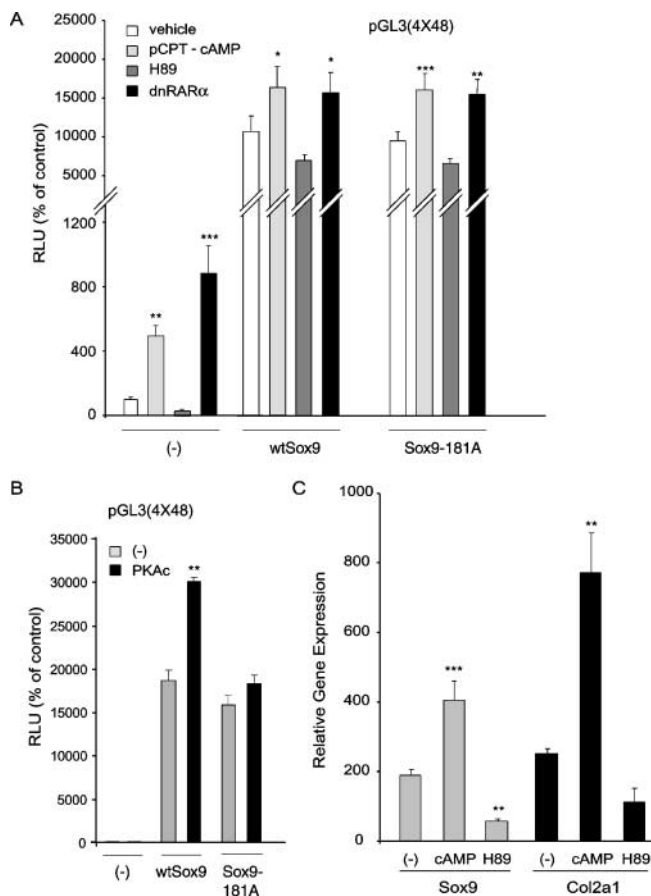 A
pGL3(4X48)
vehicle
pCPT - cAMP
H89
dnRARα
RLU (% of control)
25000
20000
15000
10000
5000
1200
800
400
0
**
***
*
*
***
**
(-)
wtSox9
Sox9-181A
B
pGL3(4X48)
(-)
PKAc
RLU (% of control)
35000
30000
25000
20000
15000
10000
5000
0
**
(-)
wtSox9
Sox9-
181A
C
Relative Gene Expression
1000
800
600
400
200
0
***
**
**
(-) cAMP H89 (-) cAMP H89
Sox9 Col2a1